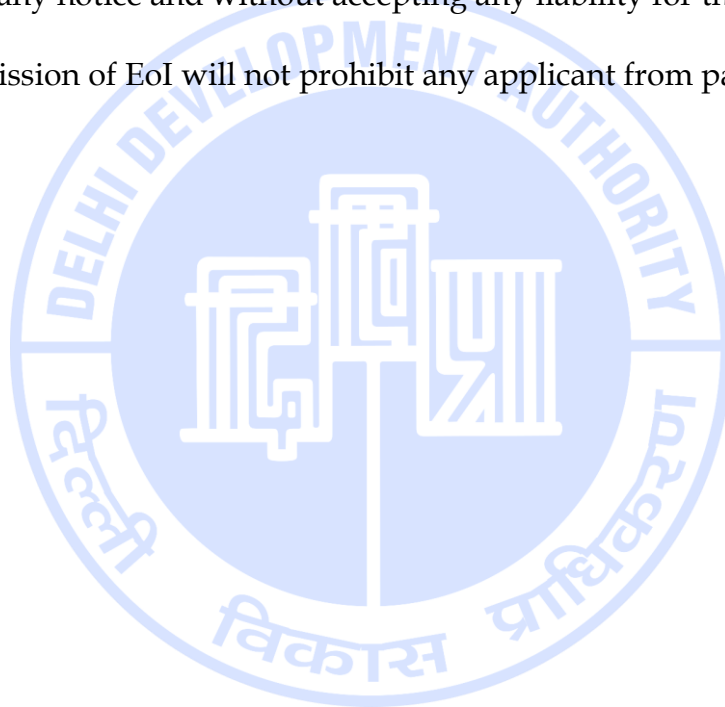 any notice and without accepting any liability for th
ission of EoI will not prohibit any applicant from pa
DELHI DEVELOPMENT AUTHORITY
दिल्ली विकास प्राधिकरण
दि वि प्रा